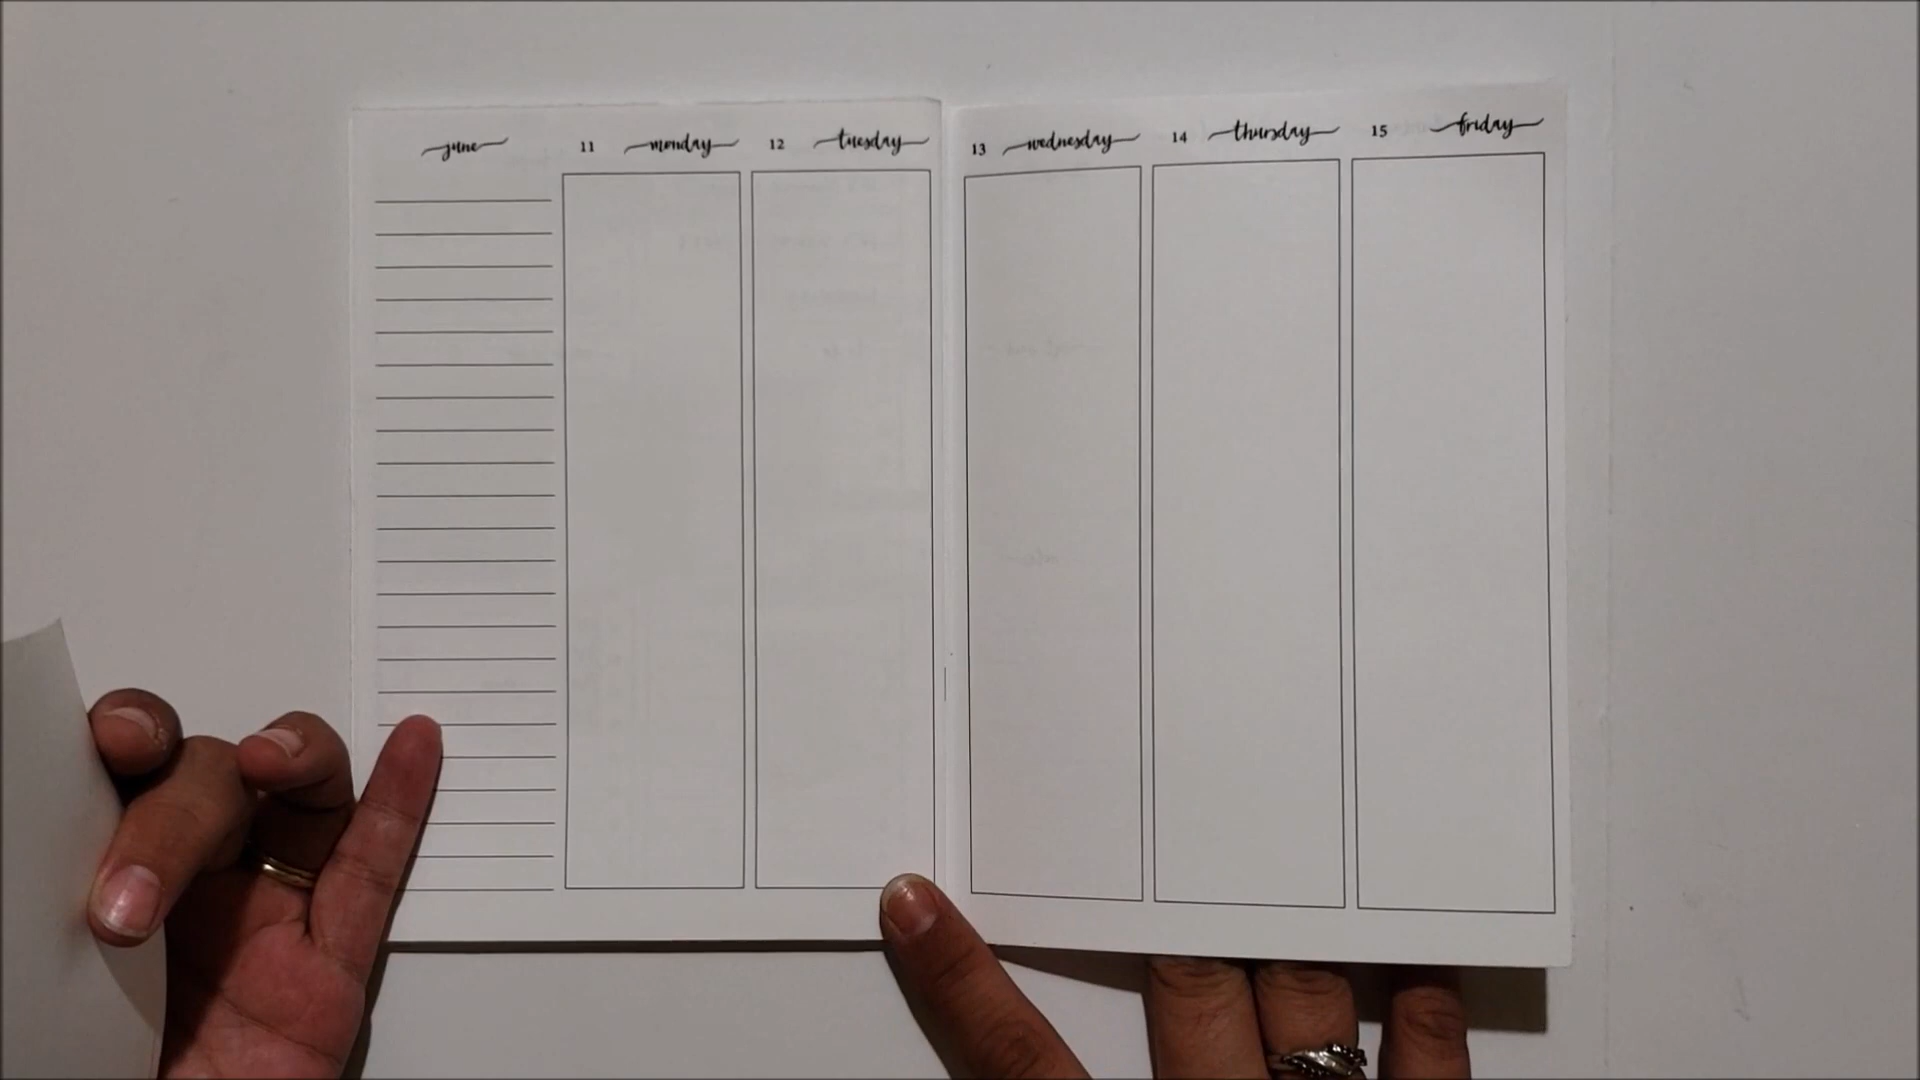 june
11 monday
12 tuesday
13 wednesday
14 thursday
15 friday